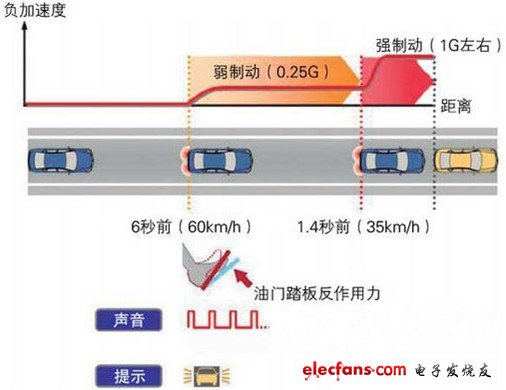 负加速度
强制动（1G左右）
弱制动（0.25G）
距离
6秒前（60km/h）
1.4秒前（35km/h）
油门踏板反作用力
声音
提示
elecfans.com 电子发烧友